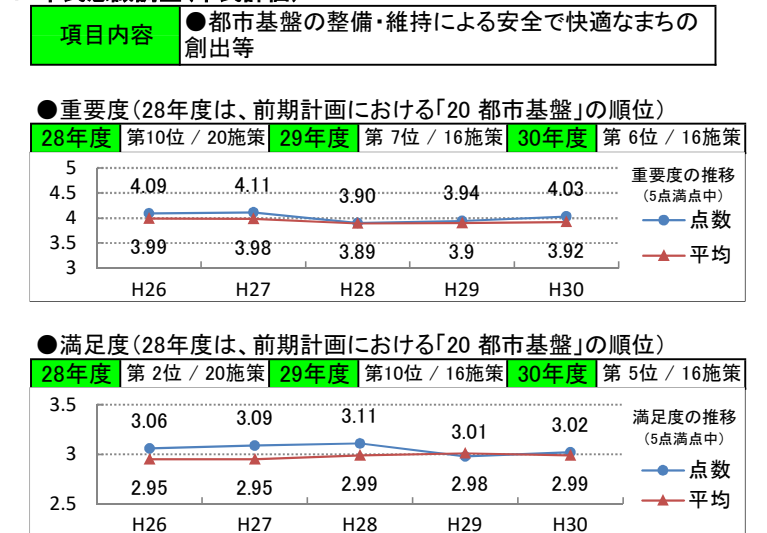 項目内容
●都市基盤の整備・維持による安全で快適なまちの
創出等
●重要度(28年度は、前期計画における「20 都市基盤」の順位)
28年度 第10位 / 20施策 29年度 第 7位 / 16施策 30年度 第 6位 / 16施策
5
4.5
4
3.5
3
4.09 4.11 3.90 3.94 4.03
3.99 3.98 3.89 3.9 3.92
H26 H27 H28 H29 H30
重要度の推移
(5点満点中)
点数
平均
●満足度(28年度は、前期計画における「20 都市基盤」の順位)
28年度 第 2位 / 20施策 29年度 第10位 / 16施策 30年度 第 5位 / 16施策
3.5
3
2.5
3.06 3.09 3.11 3.01 3.02
2.95 2.95 2.99 2.98 2.99
H26 H27 H28 H29 H30
満足度の推移
(5点満点中)
点数
平均